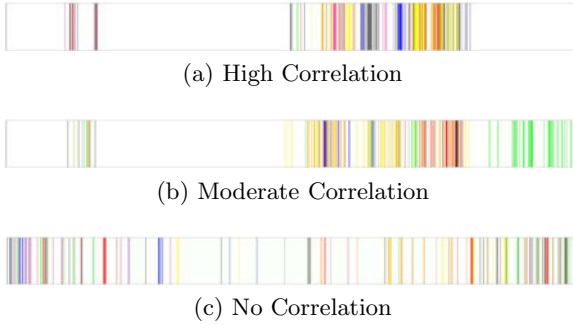 (a) High Correlation
(b) Moderate Correlation
(c) No Correlation